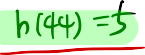 h(44) = 5